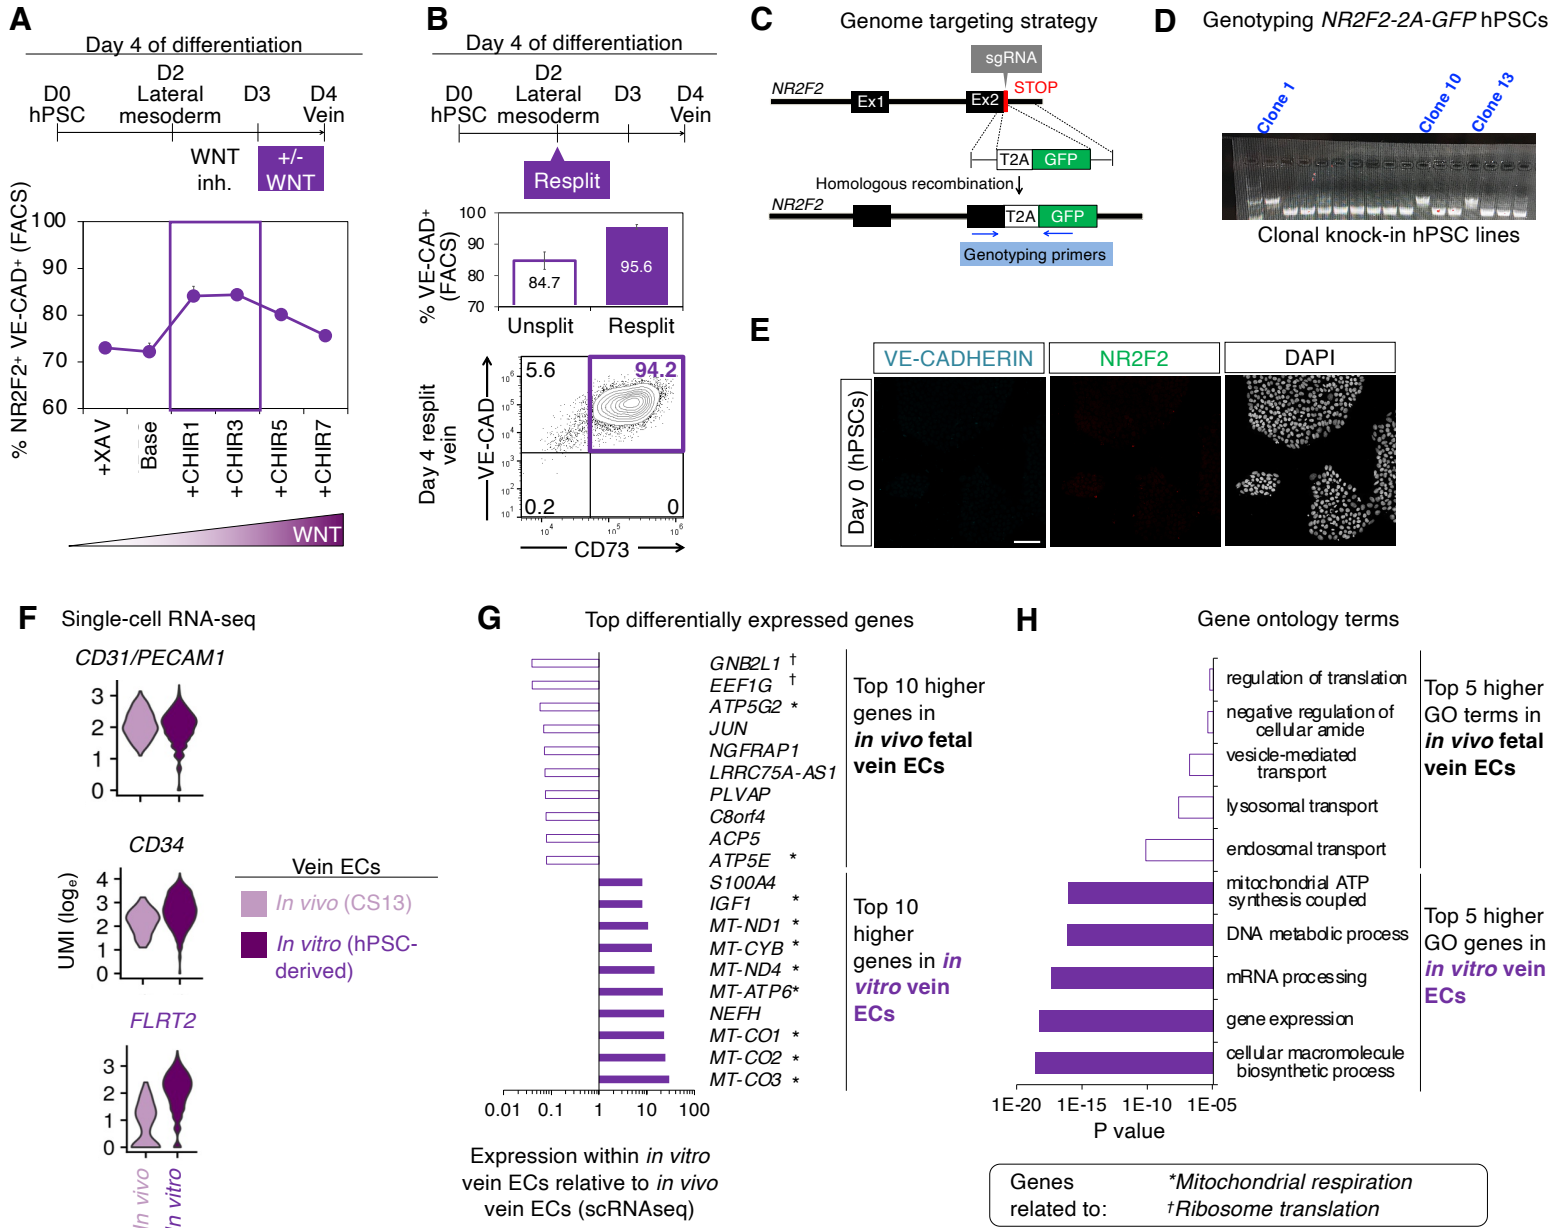 A
Day 4 of differentiation
D0
hPSC
D2
Lateral
mesoderm
D3
D4
Vein
WNT
inh.
+/-
WNT
% NR2F2+ VE-CAD+ (FACS)
100
90
80
70
60
+XAV
Base
+CHIR1
+CHIR3
+CHIR5
+CHIR7
WNT
B
Day 4 of differentiation
D0
hPSC
D2
Lateral
mesoderm
D3
D4
Vein
Resplit
% VE-CAD+
(FACS)
100
90
80
70
84.7
95.6
Unsplit
Resplit
Day 4 resplit
vein
VE-CAD
5.6
94.2
0.2
0
10⁶
10⁵
10⁴
10³
10²
10¹
10⁴
10⁵
10⁶
CD73
C
Genome targeting strategy
sgRNA
NR2F2
STOP
Ex1
Ex2
T2A
GFP
Homologous recombination
NR2F2
T2A
GFP
Genotyping primers
D
Genotyping NR2F2-2A-GFP hPSCs
Clone 1
Clone 10
Clone 13
Clonal knock-in hPSC lines
E
VE-CADHERIN
NR2F2
DAPI
Day 0 (hPSCs)
F
Single-cell RNA-seq
CD31/PECAM1
3
2
1
0
CD34
4
3
2
1
0
UMI (logₑ)
FLRT2
3
2
1
0
In vivo
In vitro
Vein ECs
In vivo (CS13)
In vitro (hPSC-
derived)
G
Top differentially expressed genes
GNB2L1 †
EEF1G †
ATP5G2 *
JUN
NGFRAP1
LRRC75A-AS1
PLVAP
C8orf4
ACP5
ATP5E *
S100A4
IGF1 *
MT-ND1 *
MT-CYB *
MT-ND4 *
MT-ATP6*
NEFH
MT-CO1 *
MT-CO2 *
MT-CO3 *
Top 10 higher
genes in
in vivo fetal
vein ECs
Top 10
higher
genes in in
vitro vein
ECs
0.01
0.1
1
10
100
Expression within in vitro
vein ECs relative to in vivo
vein ECs (scRNAseq)
H
Gene ontology terms
regulation of translation
negative regulation of
cellular amide
vesicle-mediated
transport
lysosomal transport
endosomal transport
mitochondrial ATP
synthesis coupled
DNA metabolic process
mRNA processing
gene expression
cellular macromolecule
biosynthetic process
Top 5 higher
GO terms in
in vivo fetal
vein ECs
Top 5 higher
GO genes in
in vitro vein
ECs
1E-20
1E-15
1E-10
1E-05
P value
Genes
related to:
*Mitochondrial respiration
†Ribosome translation